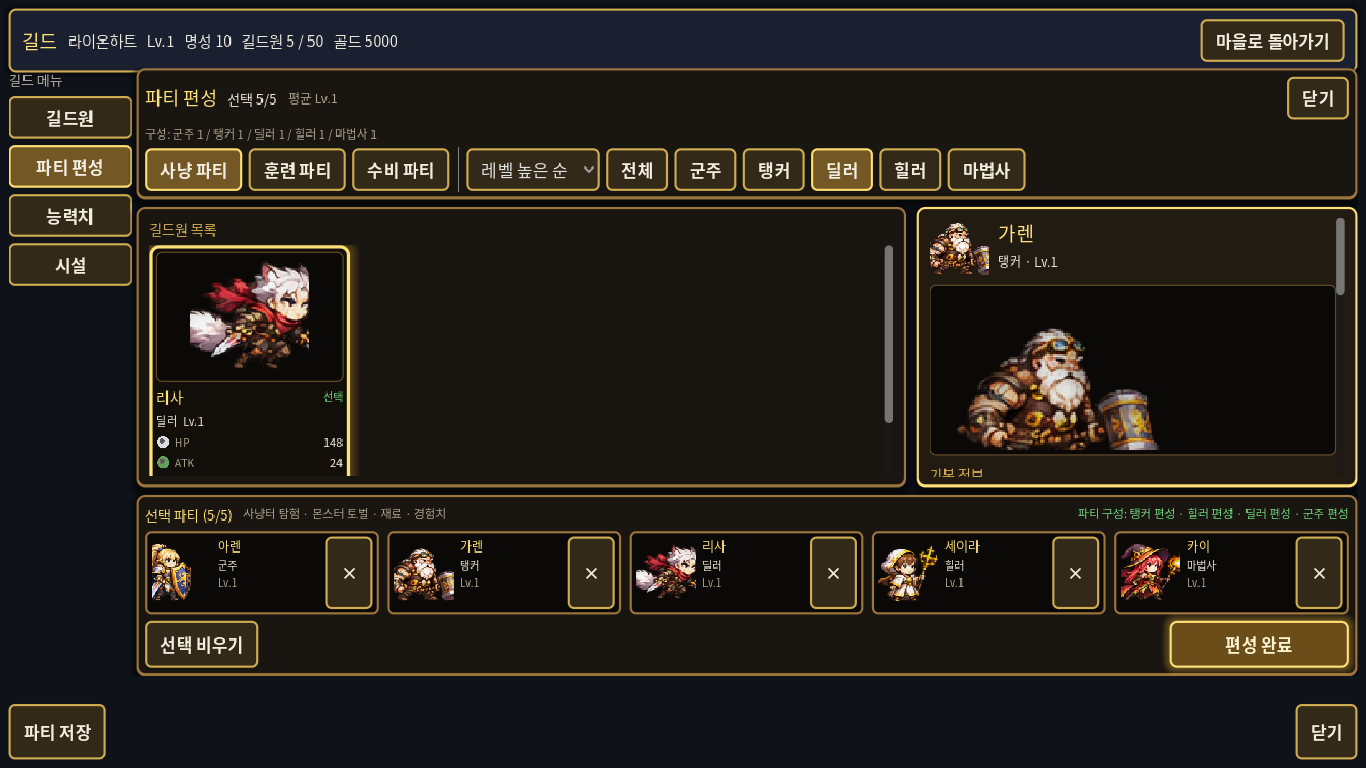 길드 라이온하트 Lv.1 명성 10 길드원 5 / 50 골드 5000
마을로 돌아가기
길드 메뉴
길드원
파티 편성
능력치
시설
파티 편성 선택 5/5 평균 Lv.1
닫기
구성: 군주 1 / 탱커 1 / 딜러 1 / 힐러 1 / 마법사 1
사냥 파티 훈련 파티 수비 파티 레벨 높은 순 전체 군주 탱커 딜러 힐러 마법사
길드원 목록
리사 선택
딜러 Lv.1
HP 148
ATK 24
가렌
탱커 · Lv.1
기본 정보
선택 파티 (5/5) 사냥터 탐험 · 몬스터 토벌 · 재료 · 경험치
파티 구성: 탱커 편성 · 힐러 편성 · 딜러 편성 · 군주 편성
아렌
군주
Lv.1
×
가렌
탱커
Lv.1
×
리사
딜러
Lv.1
×
세이라
힐러
Lv.1
×
카이
마법사
Lv.1
×
선택 비우기
편성 완료
파티 저장
닫기